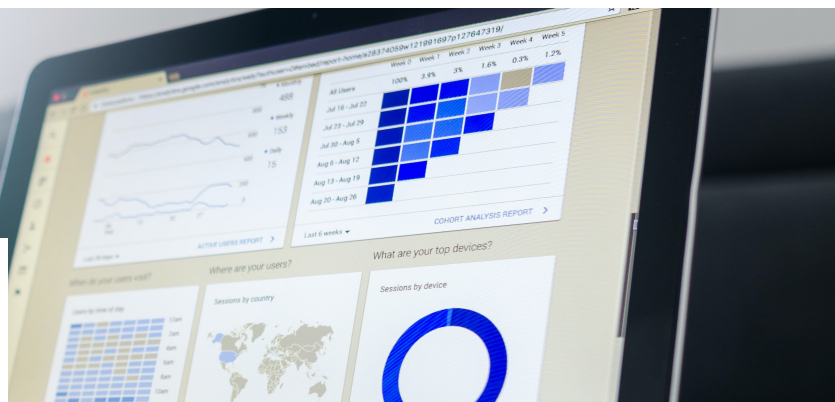 Monthly
488
Weekly
153
Daily
15
ACTIVE USERS REPORT
Week 0 Week 1 Week 2 Week 3 Week 4 Week 5
All Users 100% 3.9% 3% 1.6% 0.3% 1.2%
Jul 16 - Jul 22
Jul 23 - Jul 29
Jul 30 - Aug 5
Aug 6 - Aug 12
Aug 13 - Aug 19
Aug 20 - Aug 26
Last 6 weeks
COHORT ANALYSIS REPORT
When do your users visit?
Users by time of day
Where are your users?
Sessions by country
What are your top devices?
Sessions by device